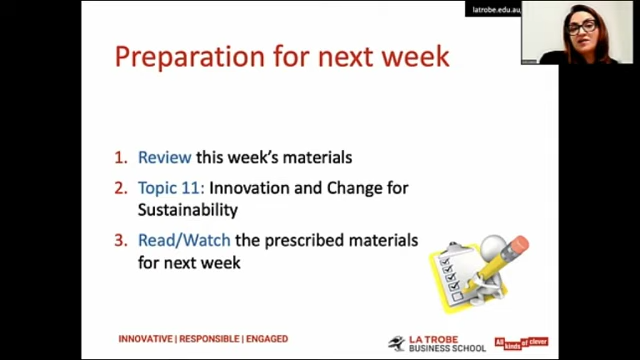 latrobe.edu.au
Preparation for next week
1. Review this week's materials
2. Topic 11: Innovation and Change for
Sustainability
3. Read/Watch the prescribed materials
for next week
INNOVATIVE | RESPONSIBLE | ENGAGED
LA TROBE
BUSINESS SCHOOL
All
kinds of clever